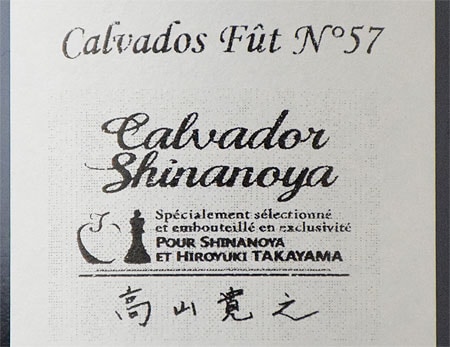 Calvados Fût N°57
Calvador
Shinanoya
Spécialement sélectionné
et embouteillé en exclusivité
POUR SHINANOYA
ET HIROYUKI TAKAYAMA
高山寛之